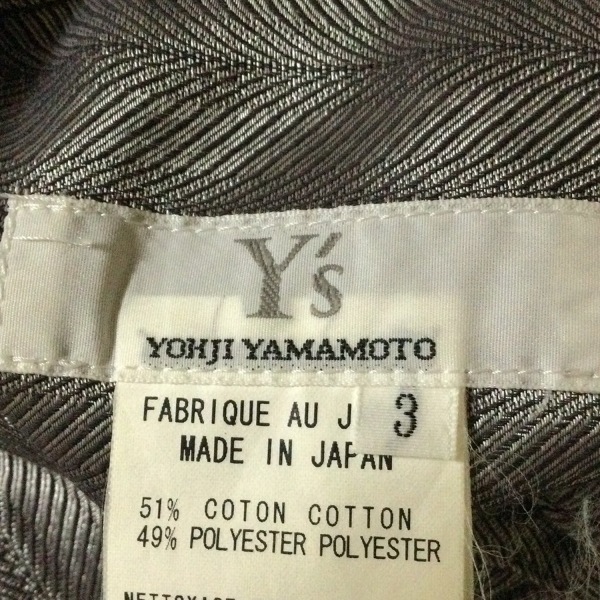 Y's
YOHJI YAMAMOTO
3
FABRIQUE AU J
MADE IN JAPAN
51% COTON COTTON
49% POLYESTER POLYESTER